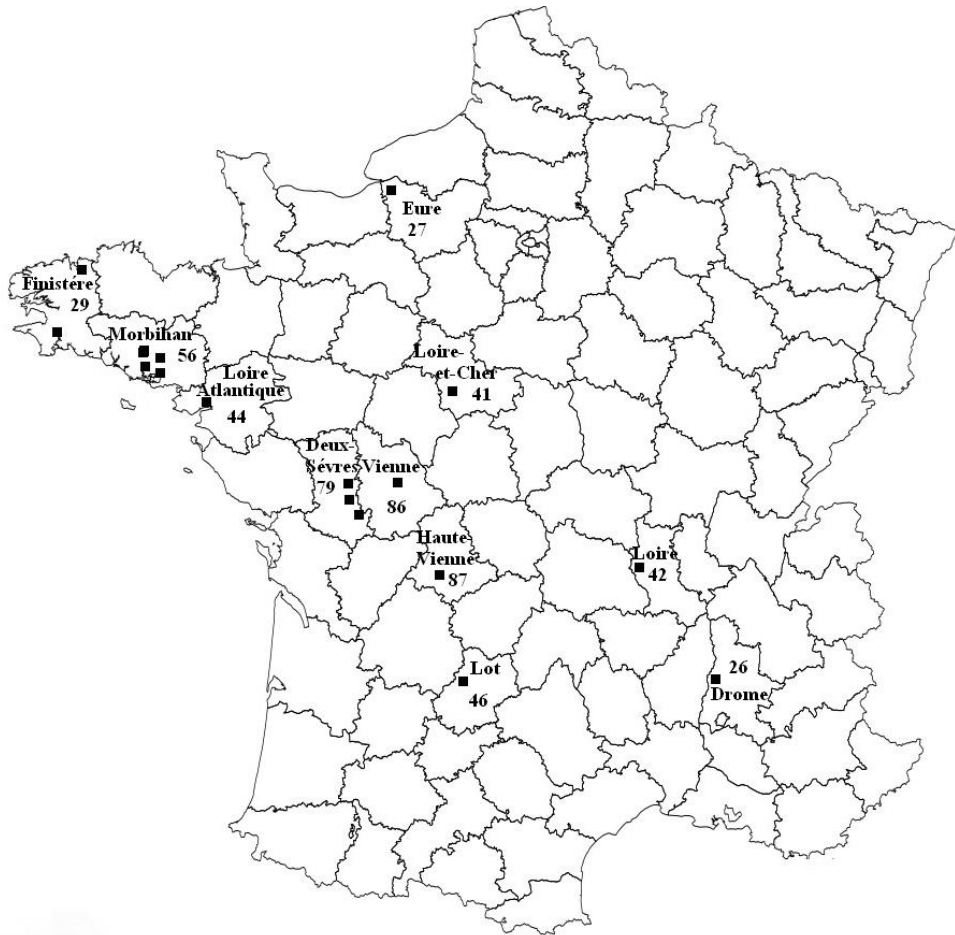 Eure
27
Finistére
29
Morbihan
56
Loire
Atlantique
44
Loire-
et-Cher
41
Deux-
Sévres
79
Vienne
86
Haute-
Vienne
87
Loire
42
Lot
46
26
Drome